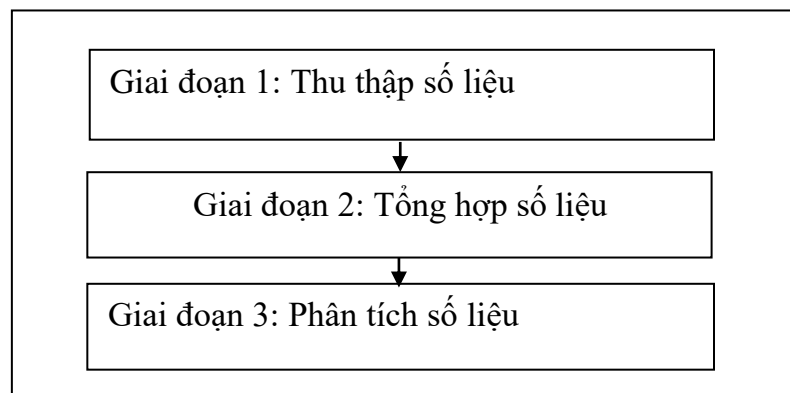 Giai đoạn 1: Thu thập số liệu
Giai đoạn 2: Tổng hợp số liệu
Giai đoạn 3: Phân tích số liệu